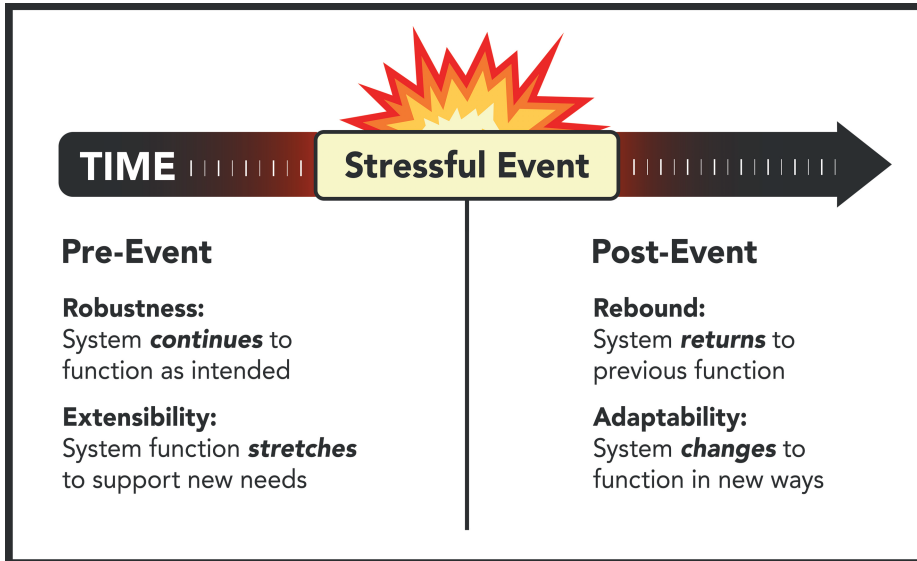 TIME
Stressful Event
Pre-Event
Robustness:
System continues to
function as intended
Extensibility:
System function stretches
to support new needs
Post-Event
Rebound:
System returns to
previous function
Adaptability:
System changes to
function in new ways